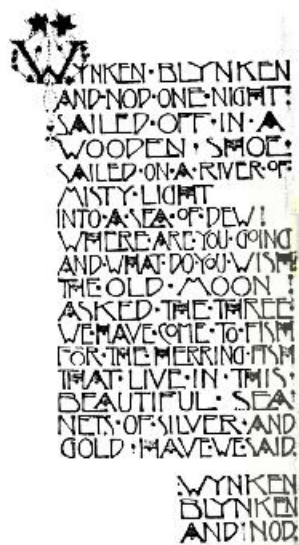 WYNKEN·BLYNKEN
AND·NOD·ONE·NIGHT·
SAILED·OFF·IN·A
WOODEN·SHOE·
SAILED·ON·A·RIVER·OF
MISTY·LIGHT
INTO·A·SEA·OF·DEW!
WHERE·ARE·YOU·GOING
AND·WHAT·DO·YOU·WISH
THE·OLD·MOON!
ASKED·THE·THREE
WE·HAVE·COME·TO·FISH
FOR·THE·HERRING·FISH
THAT·LIVE·IN·THIS·
BEAUTIFUL·SEA
NETS·OF·SILVER·AND
GOLD·HAVE·WE·SAID.
WYNKEN
BLYNKEN
AND·NOD.